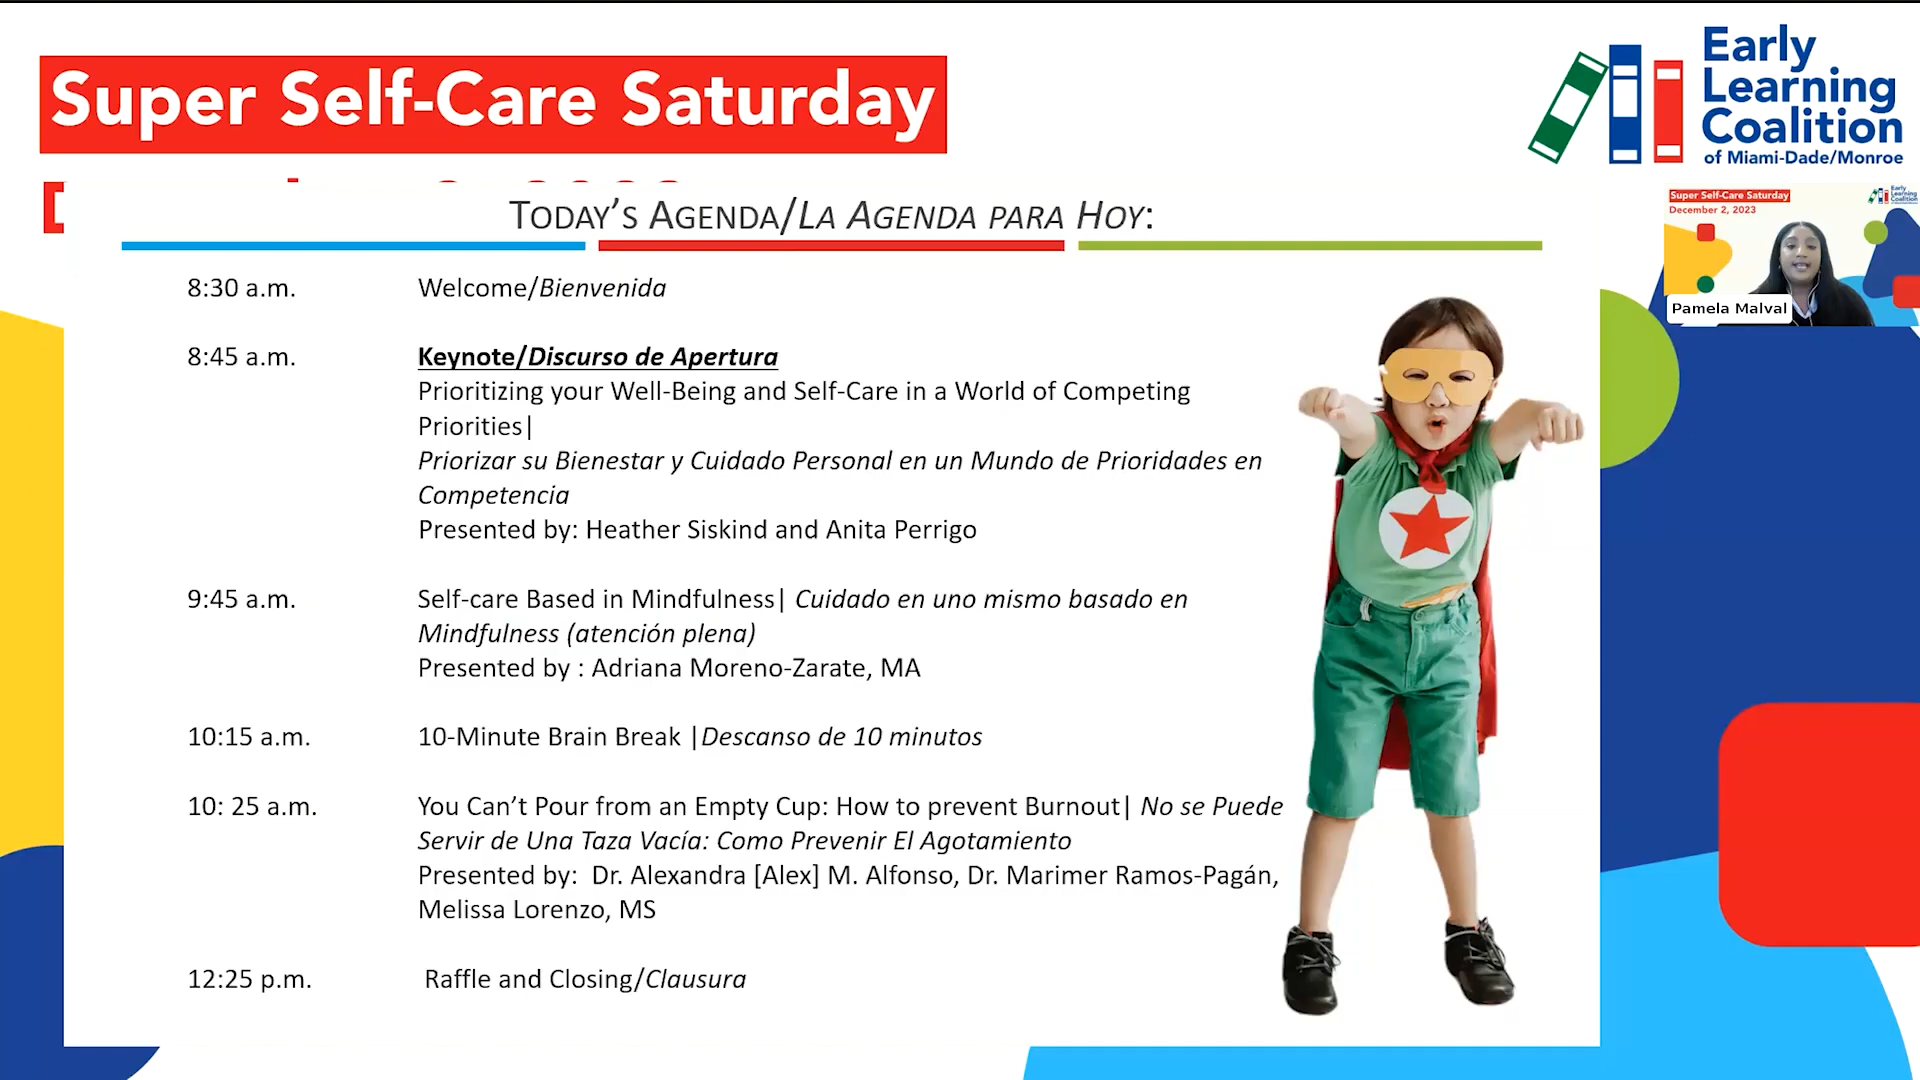 Super Self-Care Saturday
Early
Learning
Coalition
of Miami-Dade/Monroe
Super Self-Care Saturday
December 2, 2023
Early
Learning
Coalition
Pamela Malval
Today's Agenda/La Agenda para Hoy:
8:30 a.m. Welcome/Bienvenida
8:45 a.m. Keynote/Discurso de Apertura
Prioritizing your Well-Being and Self-Care in a World of Competing
Priorities|
Priorizar su Bienestar y Cuidado Personal en un Mundo de Prioridades en
Competencia
Presented by: Heather Siskind and Anita Perrigo
9:45 a.m. Self-care Based in Mindfulness| Cuidado en uno mismo basado en
Mindfulness (atención plena)
Presented by : Adriana Moreno-Zarate, MA
10:15 a.m. 10-Minute Brain Break |Descanso de 10 minutos
10: 25 a.m. You Can't Pour from an Empty Cup: How to prevent Burnout| No se Puede
Servir de Una Taza Vacía: Como Prevenir El Agotamiento
Presented by: Dr. Alexandra [Alex] M. Alfonso, Dr. Marimer Ramos-Pagán,
Melissa Lorenzo, MS
12:25 p.m. Raffle and Closing/Clausura